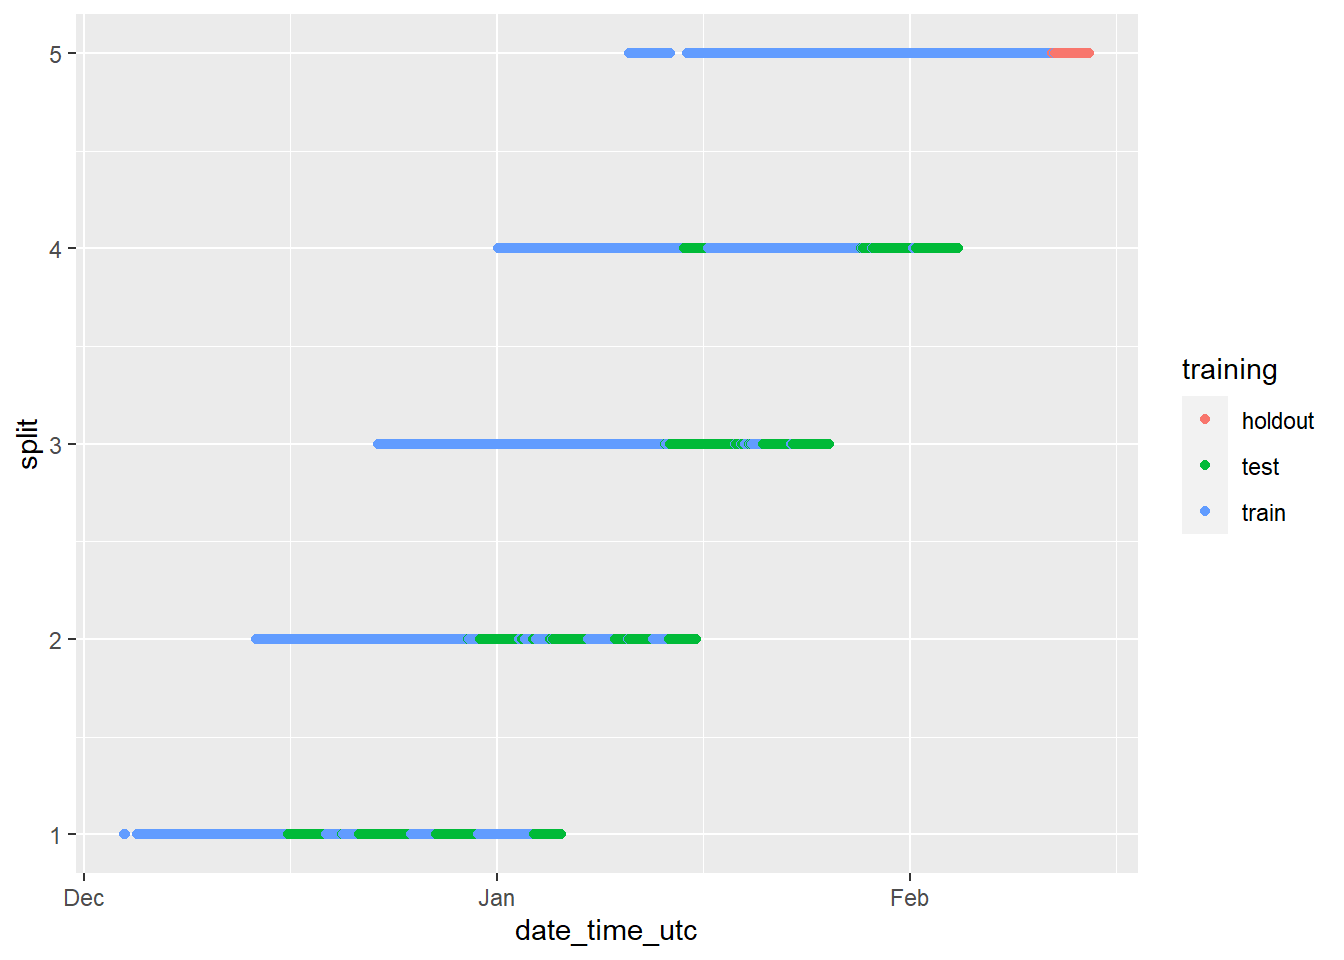 5
4
3
2
1
split
Dec
Jan
Feb
date_time_utc
training
holdout
test
train